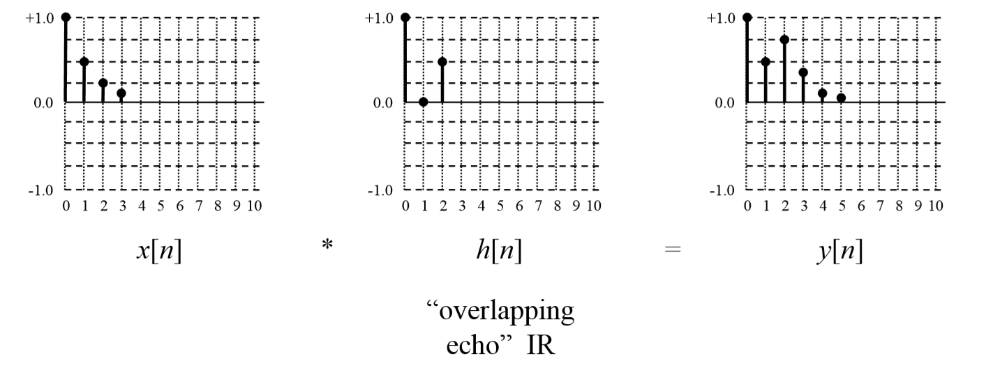 +1.0 +1.0 +1.0
0.0 0.0 0.0
-1.0 -1.0 -1.0
0 1 2 3 4 5 6 7 8 9 10 0 1 2 3 4 5 6 7 8 9 10 0 1 2 3 4 5 6 7 8 9 10
x[n] * h[n] = y[n]
“overlapping
echo” IR